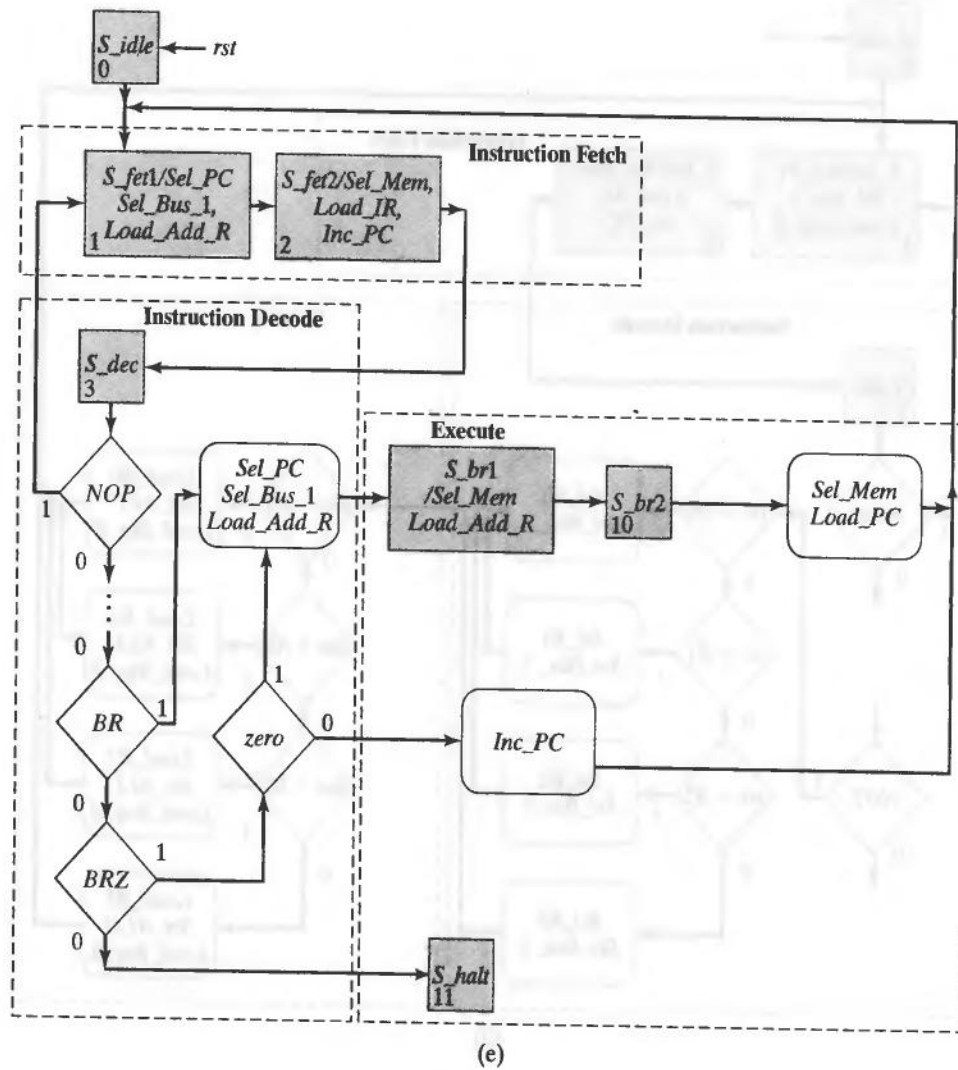 S_idle
0
rst
Instruction Fetch
S_fet1/Sel_PC
Sel_Bus_1,
Load_Add_R
1
S_fet2/Sel_Mem,
Load_IR,
Inc_PC
2
Instruction Decode
S_dec
3
NOP
1
0
Sel_PC
Sel_Bus_1
Load_Add_R
Execute
S_br1
/Sel_Mem
Load_Add_R
S_br2
10
Sel_Mem
Load_PC
0
BR
1
0
zero
1
0
Inc_PC
BRZ
1
0
S_halt
11
(e)